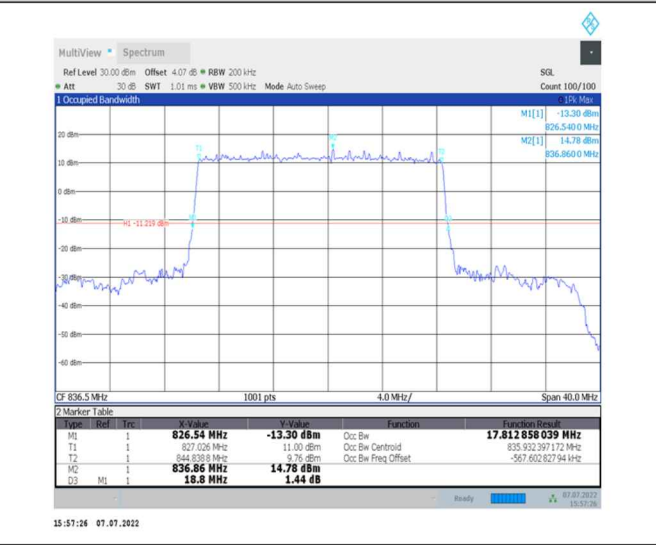 MultiView Spectrum
Ref Level 30.00 dBm Offset 4.07 dB RBW 200 kHz SGL
Att 30 dB SWT 1.01 ms VBW 500 kHz Mode Auto Sweep Count 100/100
1 Occupied Bandwidth 1Pk Max
M1[1] -13.30 dBm
826.5400 MHz
M2[1] 14.78 dBm
836.8600 MHz
20 dBm
M2
T1
T2
10 dBm
0 dBm
-10 dBm
H1 -11.219 dBm
-20 dBm
-30 dBm
-40 dBm
-50 dBm
-60 dBm
CF 836.5 MHz 1001 pts 4.0 MHz/ Span 40.0 MHz
2 Marker Table
Type Ref Trc X-Value Y-Value Function Function Result
M1 1 826.54 MHz -13.30 dBm Occ Bw 17.812 858 039 MHz
T1 1 827.026 MHz 11.00 dBm Occ Bw Centroid 835.932 397 172 MHz
T2 1 844.8388 MHz 9.76 dBm Occ Bw Freq Offset -567.602 827 94 kHz
M2 1 836.86 MHz 14.78 dBm
D3 M1 1 18.8 MHz 1.44 dB
Ready 07.07.2022
15:57:26
15:57:26 07.07.2022